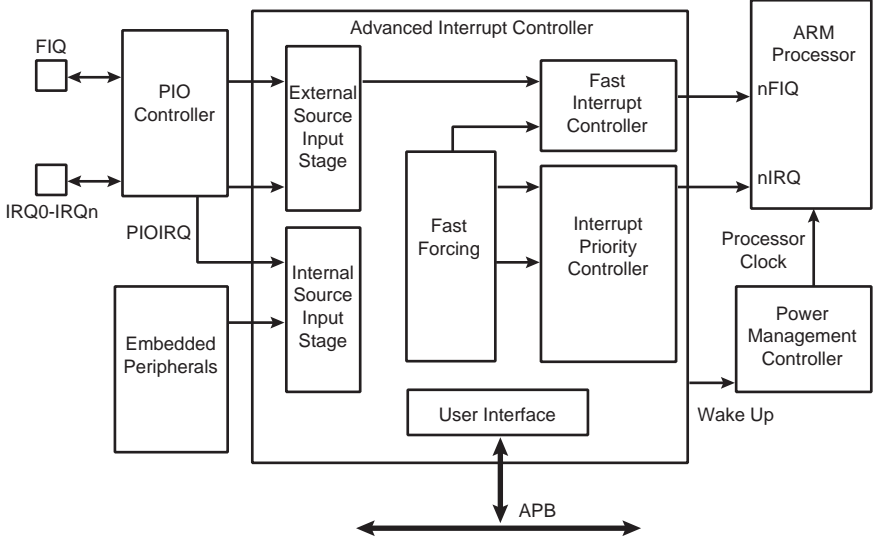 Advanced Interrupt Controller
ARM
Processor
FIQ
PIO
Controller
External
Source
Input
Stage
Fast
Interrupt
Controller
nFIQ
IRQ0-IRQn
PIOIRQ
Fast
Forcing
Interrupt
Priority
Controller
nIRQ
Processor
Clock
Internal
Source
Input
Stage
Embedded
Peripherals
Power
Management
Controller
User Interface
Wake Up
APB